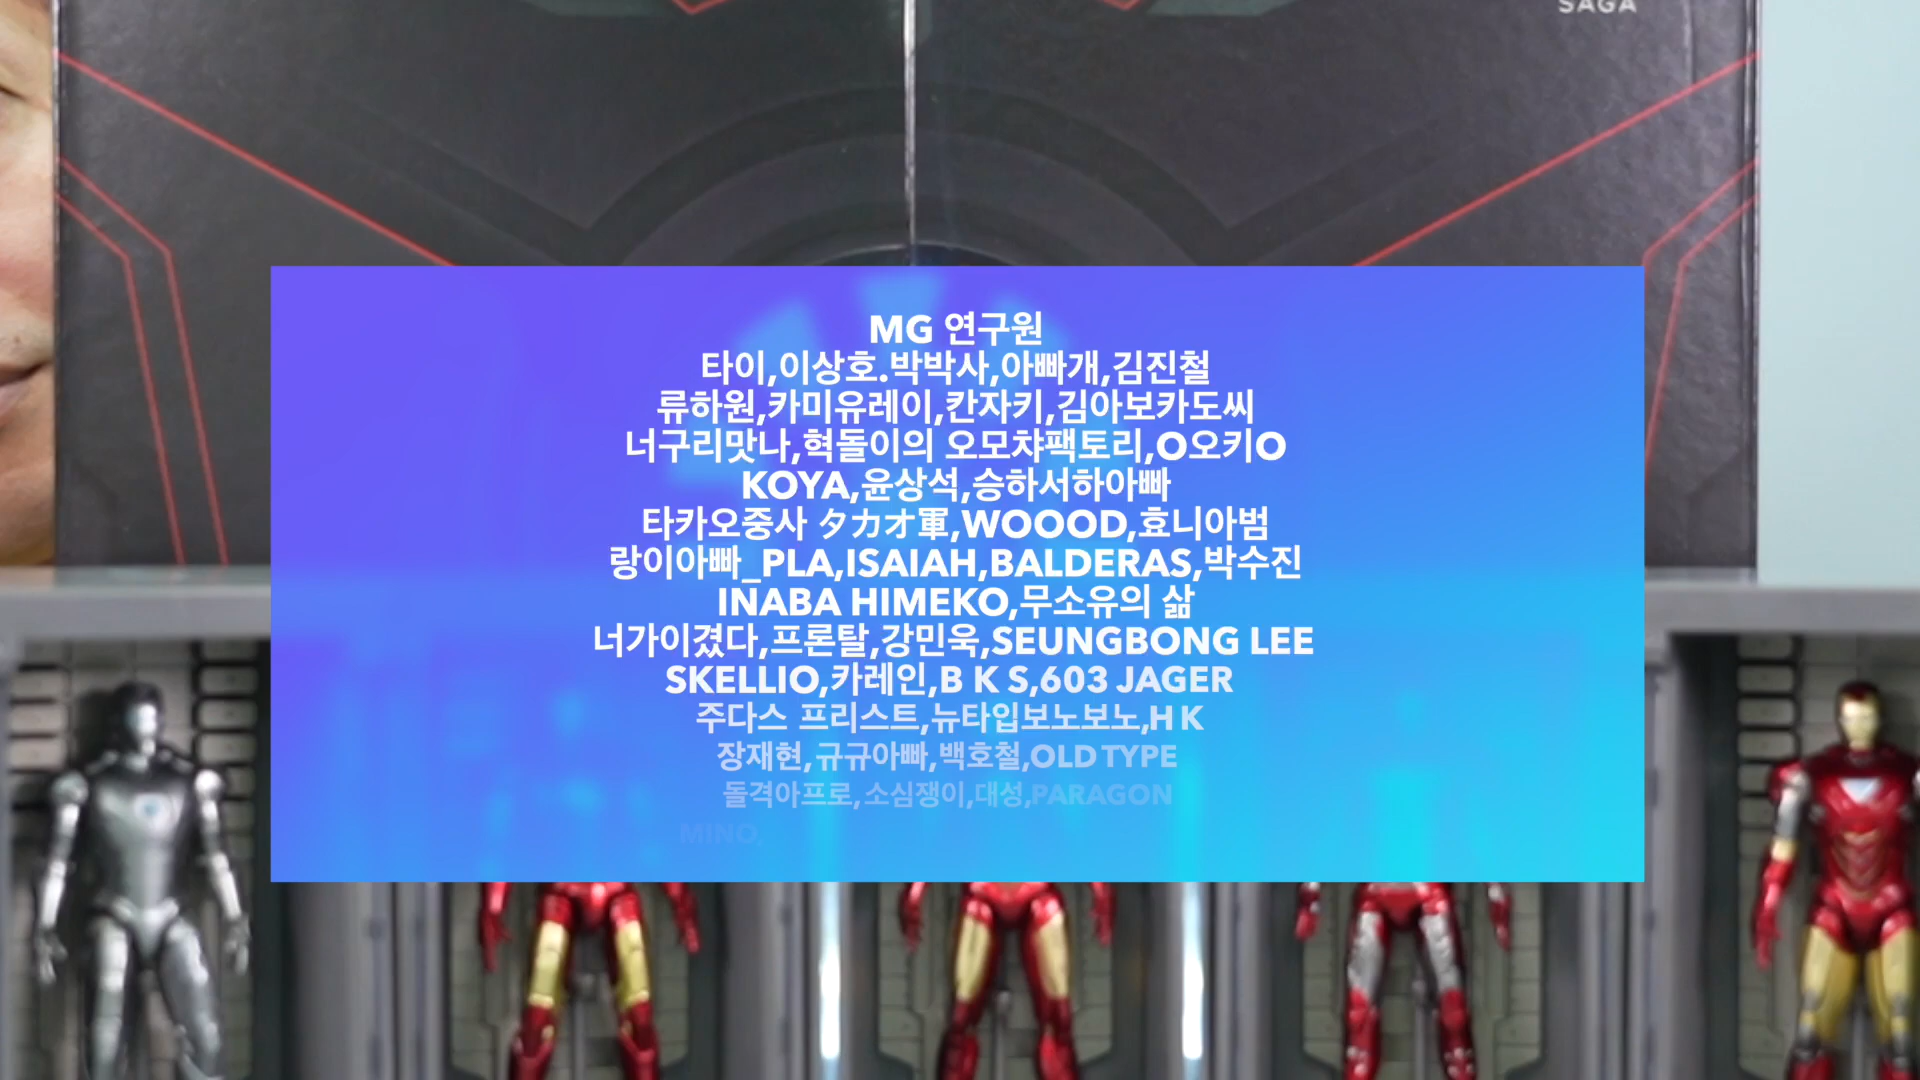 SAGA
MG 연구원
타이,이상호.박박사,아빠개,김진철
류하원,카미유레이,칸자키,김아보카도씨
너구리맛나,혁돌이의 오모챠팩토리,O오키O
KOYA,윤상석,승하서하아빠
타카오중사 タカオ軍,WOOOD,효니아범
랑이아빠_PLA,ISAIAH,BALDERAS,박수진
INABA HIMEKO,무소유의 삶
너가이겼다,프론탈,강민욱,SEUNGBONG LEE
SKELLIO,카레인,B K S,603 JAGER
주다스 프리스트,뉴타입보노보노,H K
장재현,규규아빠,백호철,OLD TYPE
돌격아프로,소심쟁이,대성,PARAGON
MINO,